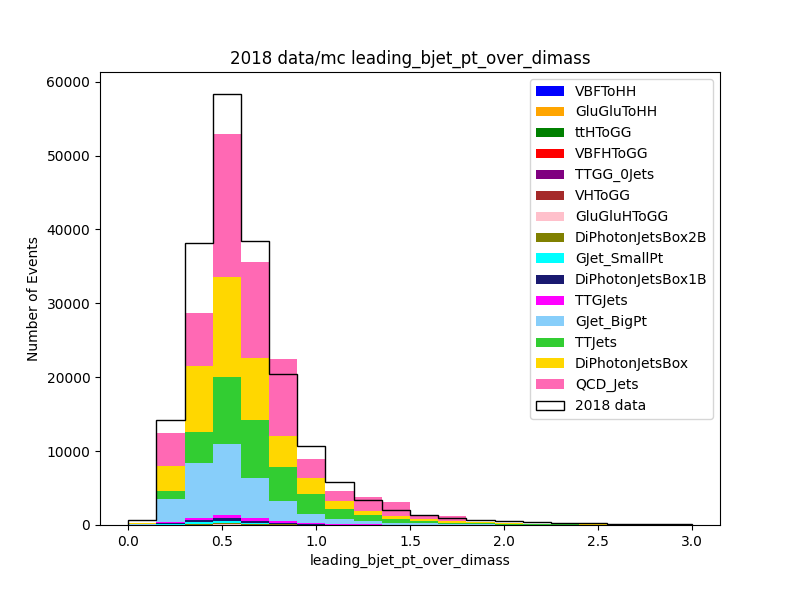 2018 data/mc leading_bjet_pt_over_dimass
60000
50000
40000
30000
20000
10000
0
Number of Events
VBFToHH
GluGluToHH
ttHToGG
VBFHToGG
TTGG_0Jets
VHToGG
GluGluHToGG
DiPhotonJetsBox2B
GJet_SmallPt
DiPhotonJetsBox1B
TTGJets
GJet_BigPt
TTJets
DiPhotonJetsBox
QCD_Jets
2018 data
0.0 0.5 1.0 1.5 2.0 2.5 3.0
leading_bjet_pt_over_dimass